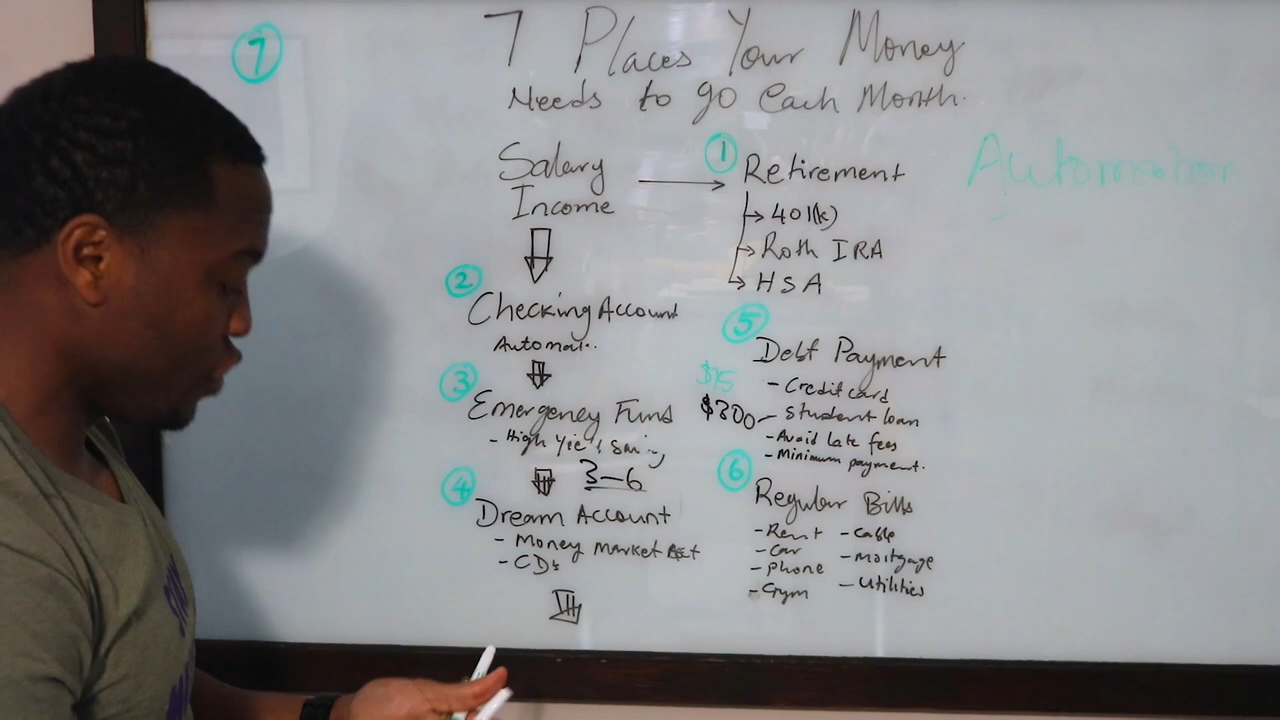 7
7 Places Your Money
Needs to go Each Month.
Salary
Income
1
Retirement
401(k)
Roth IRA
HSA
Automation
2
Checking Account
Automat..
3
Emergency Fund
- High Yie
3-6
4
Dream Account
- Money Market Act
- CDs
5
Debt Payment
- Credit card
$15
$300 - Student loan
- Avoid late fees
- Minimum payment.
6
Regular Bills
- Rent - Cable
- Car - Mortgage
- Phone
- Gym - Utilities